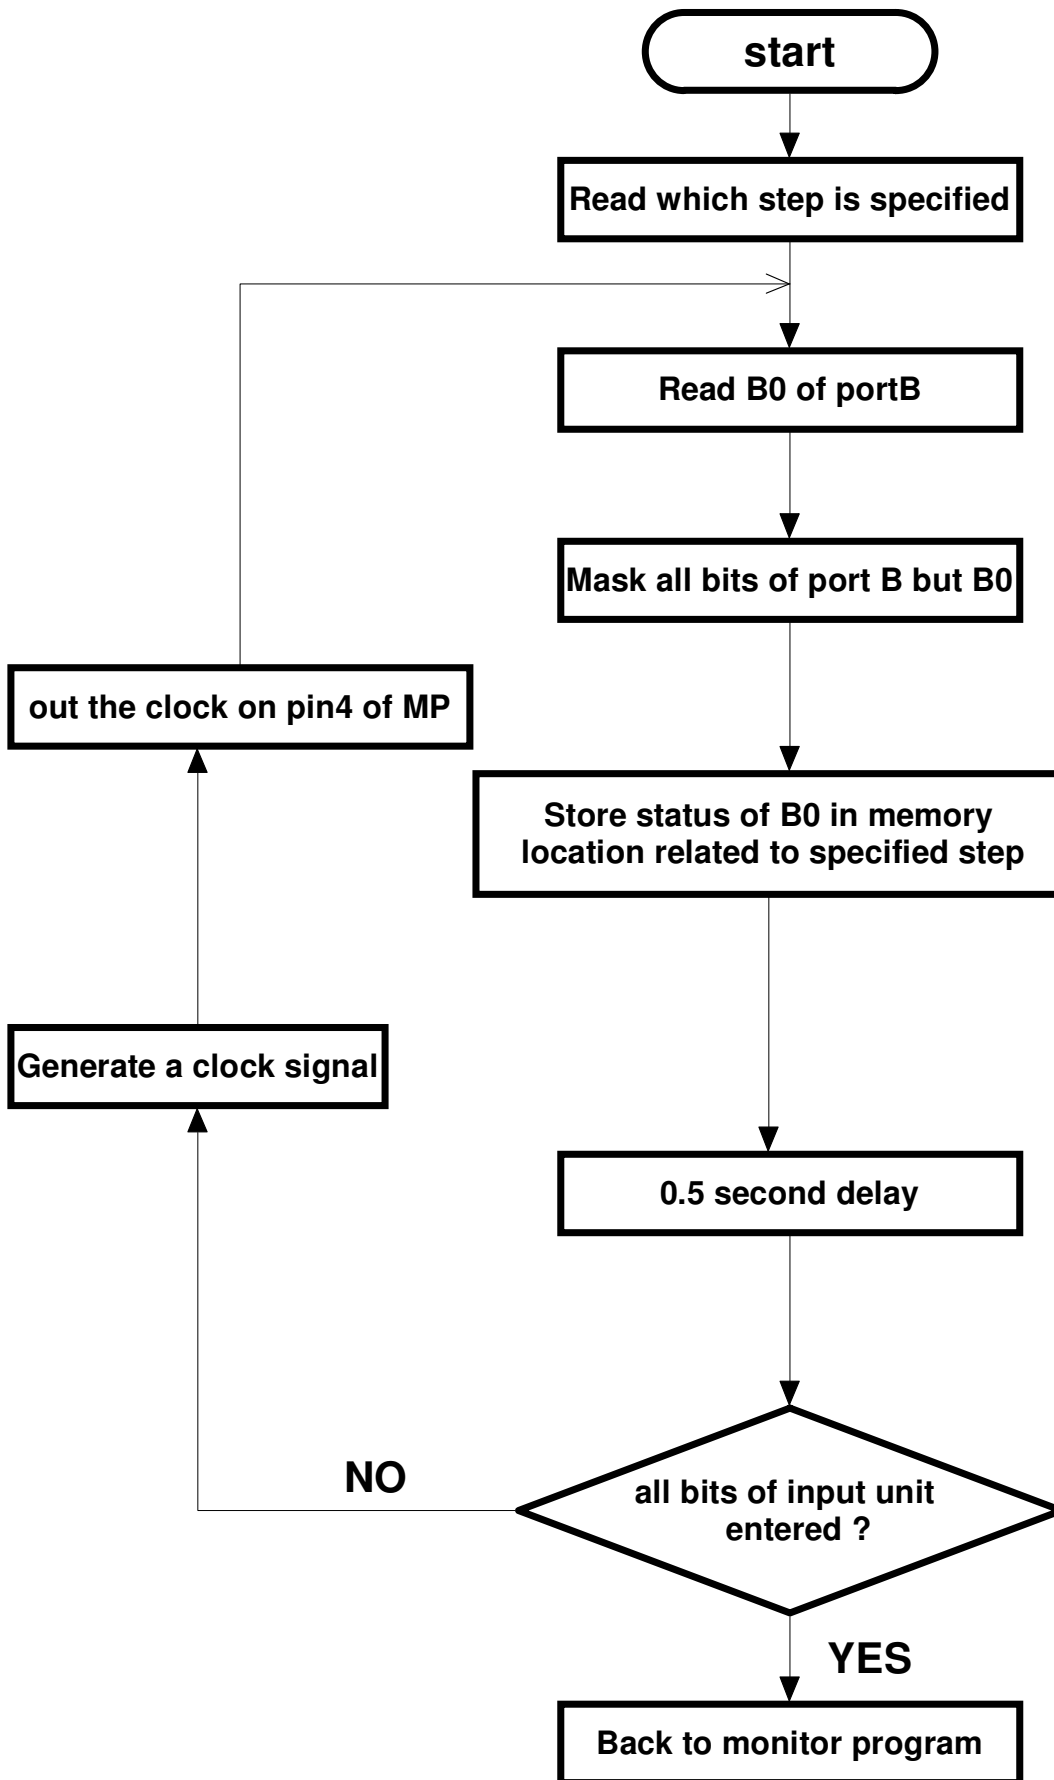 start
Read which step is specified
Read B0 of portB
Mask all bits of port B but B0
out the clock on pin4 of MP
Store status of B0 in memory
location related to specified step
Generate a clock signal
0.5 second delay
NO
all bits of input unit
entered ?
YES
Back to monitor program